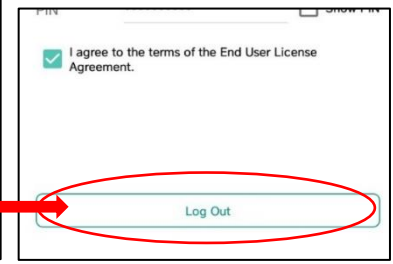 PIN
Show PIN
I agree to the terms of the End User License
Agreement.
Log Out